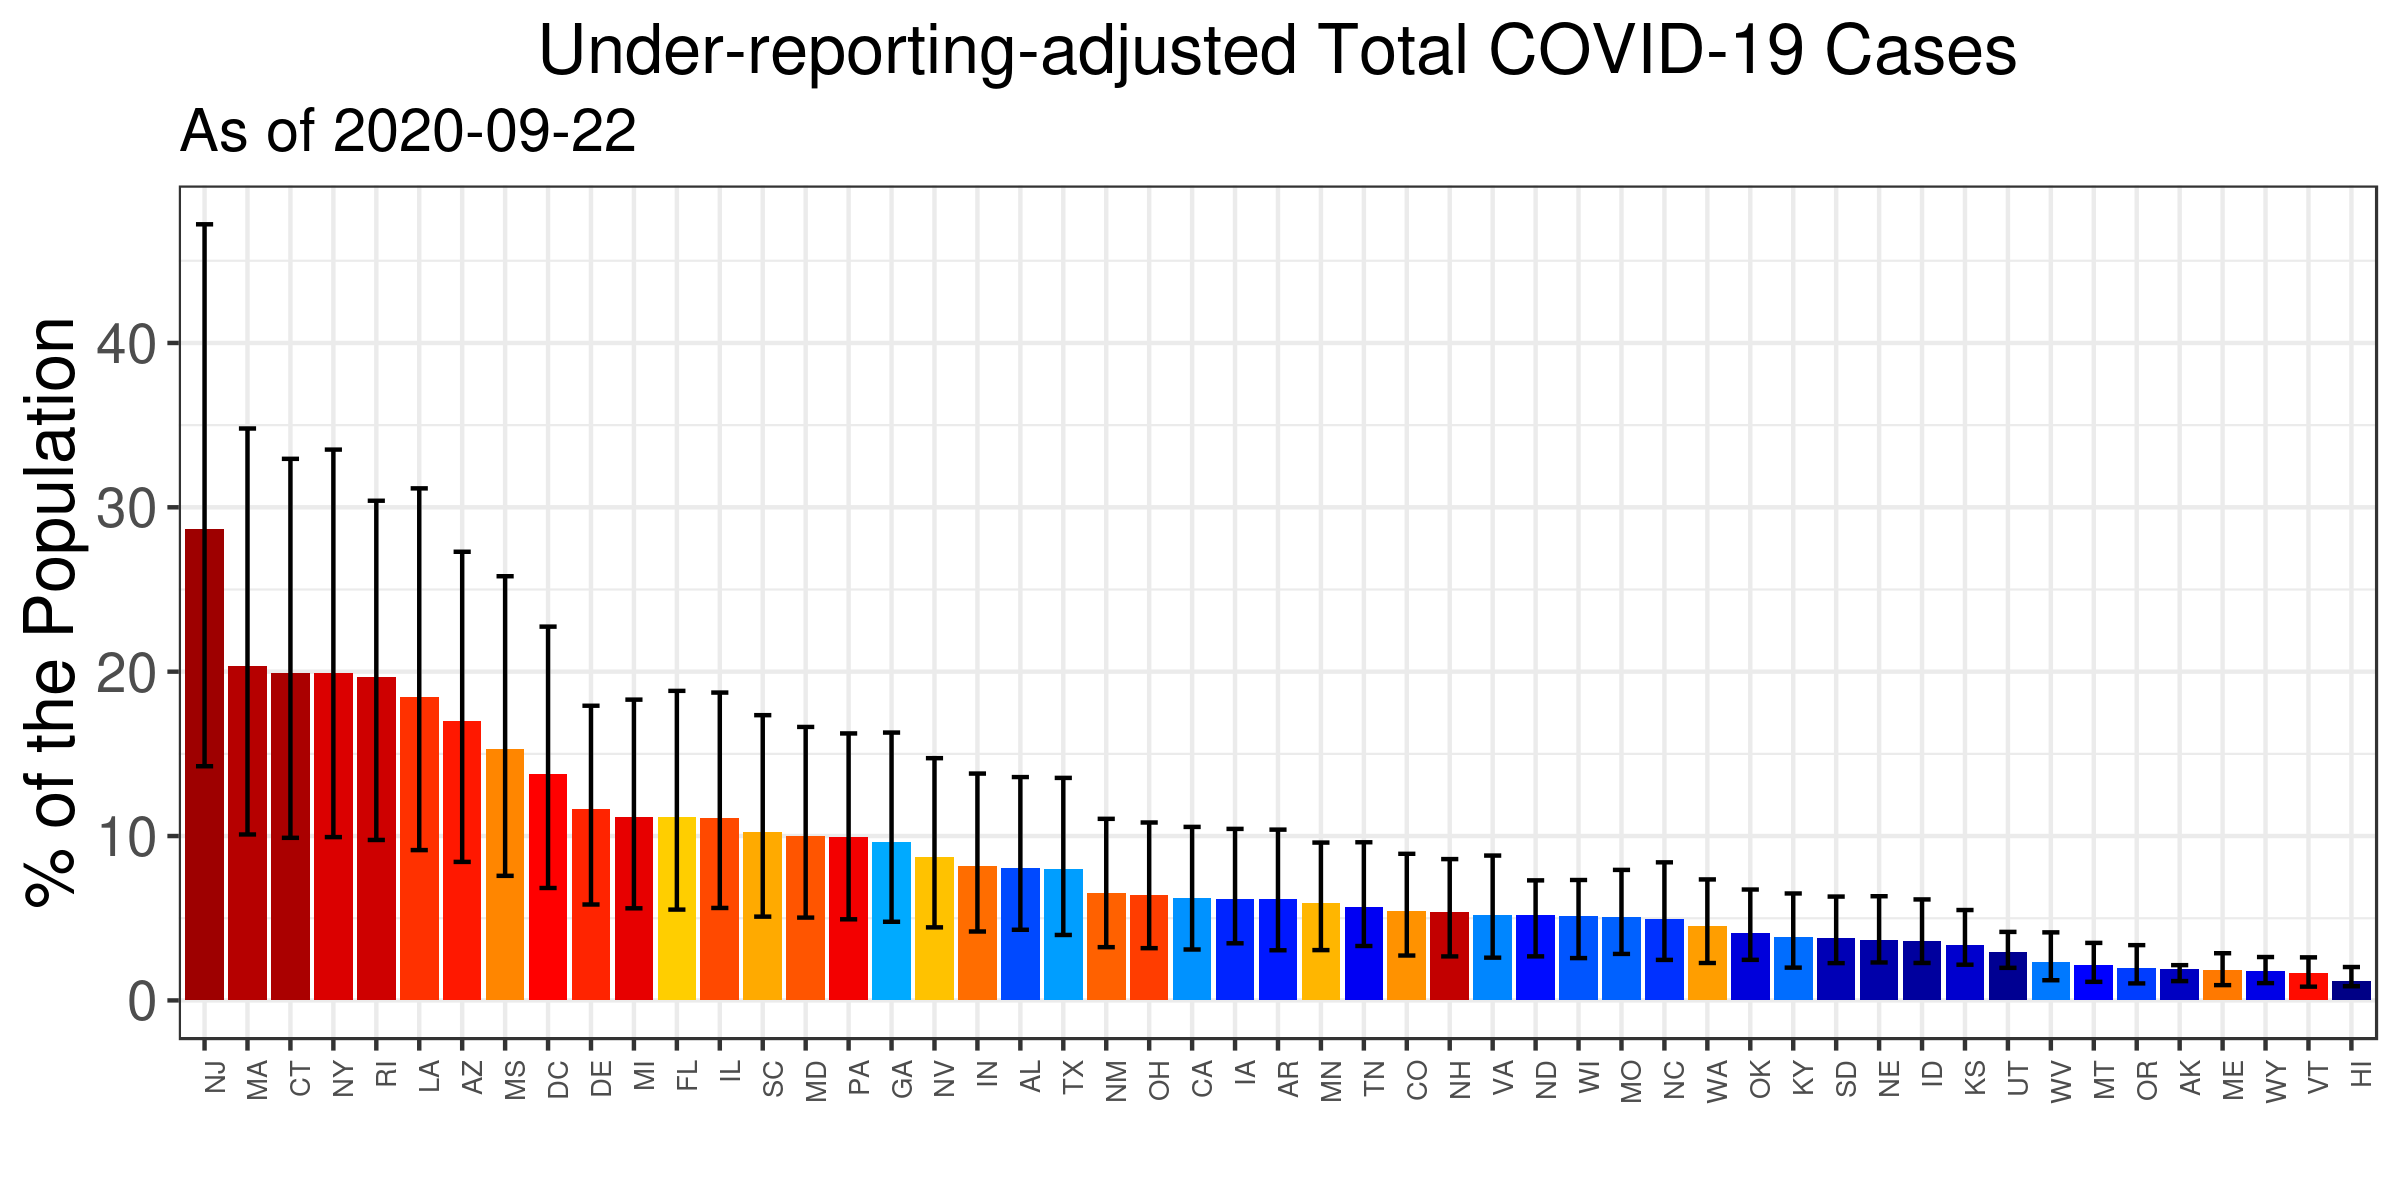 Under-reporting-adjusted Total COVID-19 Cases
As of 2020-09-22
% of the Population
40
30
20
10
0
NJ MA CT NY RI LA AZ MS DC DE MI FL IL SC MD PA GA NV IN AL TX NM OH CA IA AR MN TN CO NH VA ND WI MO NC WA OK KY SD NE ID KS UT WV MT OR AK ME WY VT HI